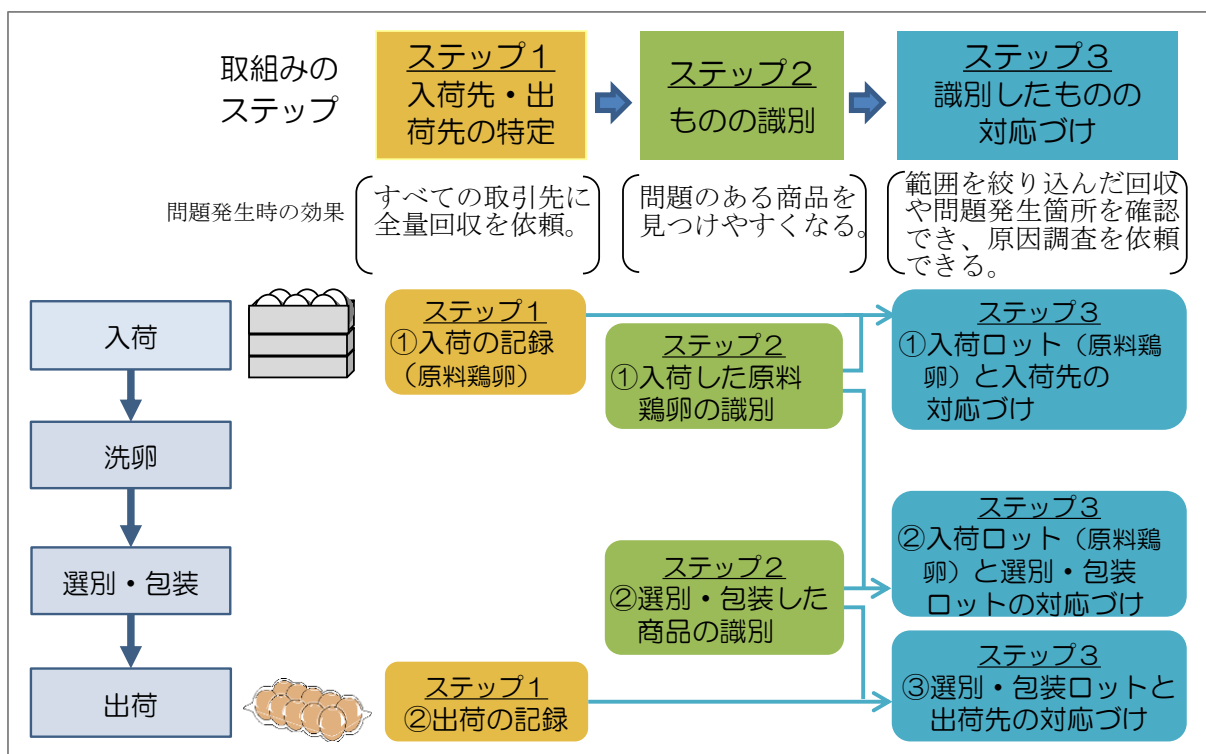 取組みの
ステップ
ステップ１
入荷先・出
荷先の特定
ステップ２
ものの識別
ステップ３
識別したものの
対応づけ
問題発生時の効果
すべての取引先に
全量回収を依頼。
問題のある商品を
見つけやすくなる。
範囲を絞り込んだ回収
や問題発生箇所を確認
でき、原因調査を依頼
できる。
入荷
ステップ１
①入荷の記録
（原料鶏卵）
ステップ２
①入荷した原料
鶏卵の識別
ステップ３
①入荷ロット（原料鶏
卵）と入荷先の
対応づけ
洗卵
選別・包装
ステップ２
②選別・包装した
商品の識別
ステップ３
②入荷ロット（原料鶏
卵）と選別・包装
ロットの対応づけ
出荷
ステップ１
②出荷の記録
ステップ３
③選別・包装ロットと
出荷先の対応づけ